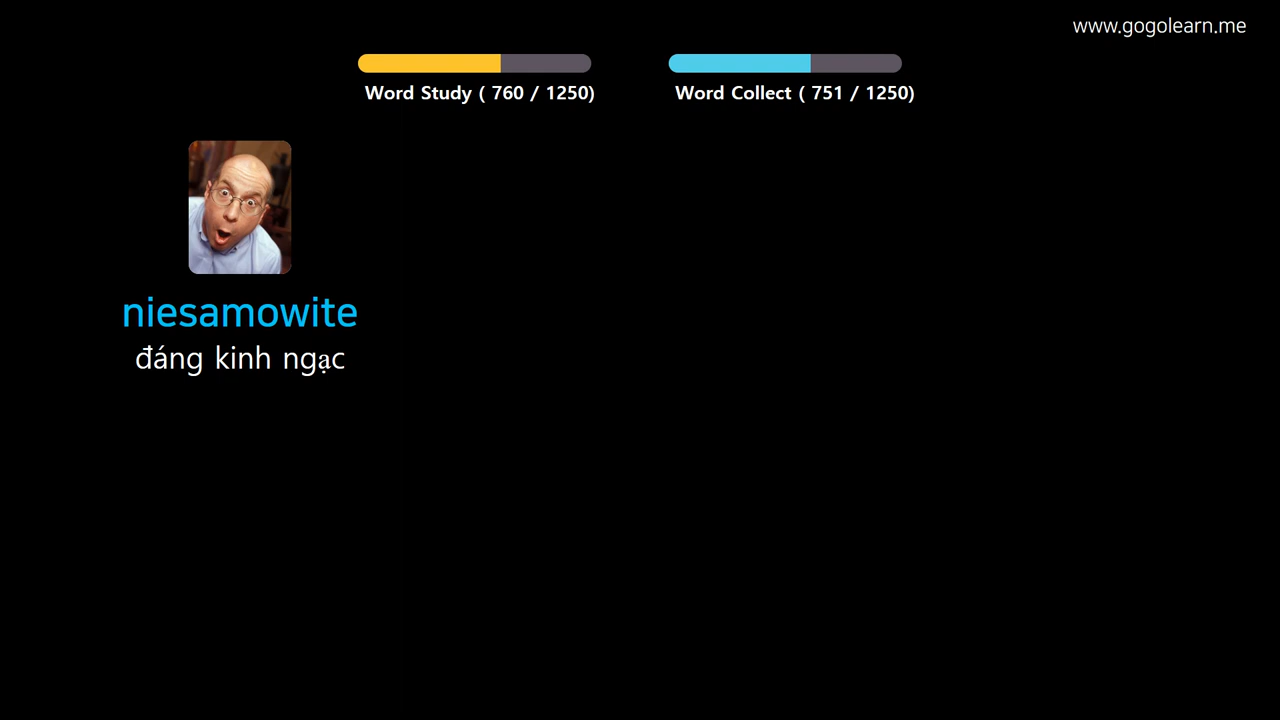 www.gogolearn.me
Word Study ( 760 / 1250)
Word Collect ( 751 / 1250)
niesamowite
đáng kinh ngạc